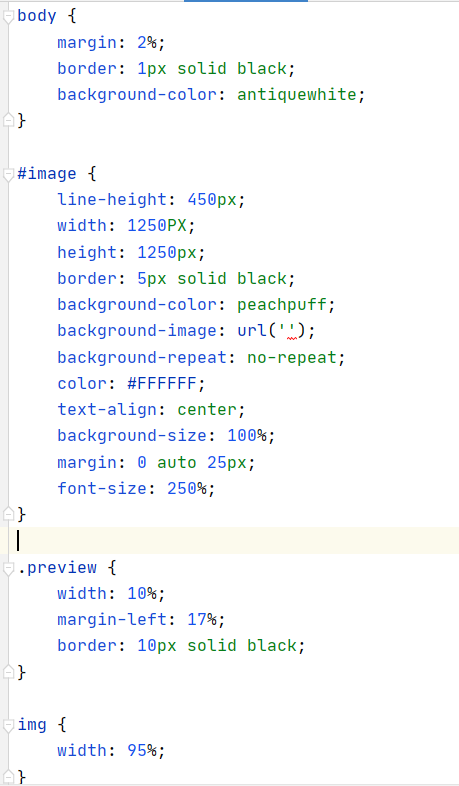 body {
    margin: 2%;
    border: 1px solid black;
    background-color: antiquewhite;
}

#image {
    line-height: 450px;
    width: 1250PX;
    height: 1250px;
    border: 5px solid black;
    background-color: peachpuff;
    background-image: url('');
    background-repeat: no-repeat;
    color: #FFFFFF;
    text-align: center;
    background-size: 100%;
    margin: 0 auto 25px;
    font-size: 250%;
}

.preview {
    width: 10%;
    margin-left: 17%;
    border: 10px solid black;
}

img {
    width: 95%;
}